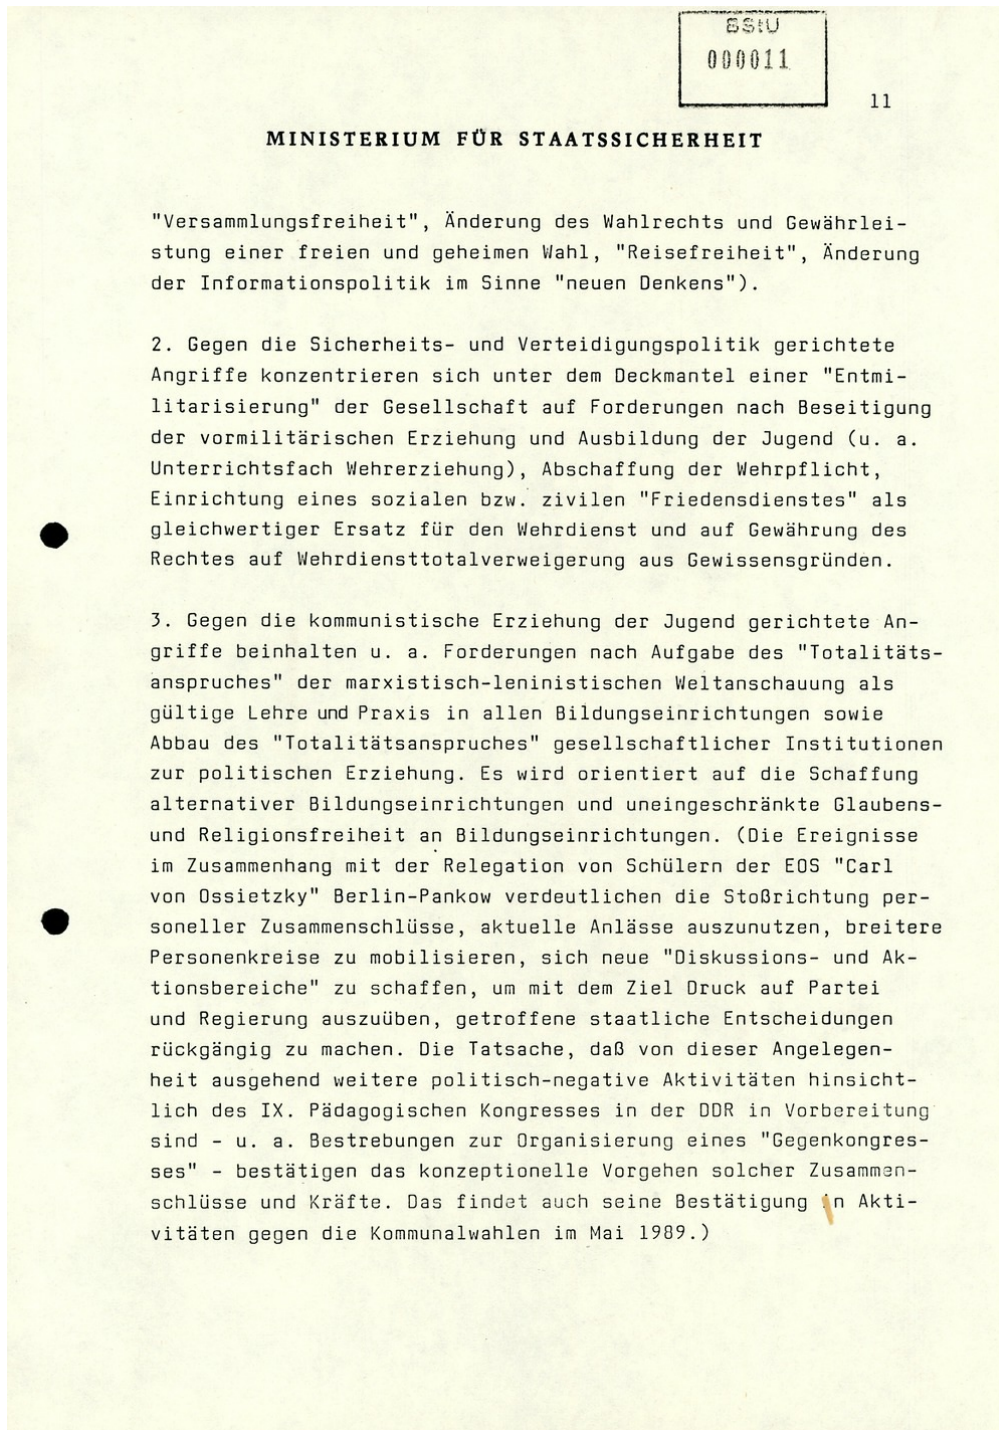 BStU
000011
11
MINISTERIUM FÜR STAATSSICHERHEIT
"Versammlungsfreiheit", Änderung des Wahlrechts und Gewährlei-
stung einer freien und geheimen Wahl, "Reisefreiheit", Änderung
der Informationspolitik im Sinne "neuen Denkens").
2. Gegen die Sicherheits- und Verteidigungspolitik gerichtete
Angriffe konzentrieren sich unter dem Deckmantel einer "Entmi-
litarisierung" der Gesellschaft auf Forderungen nach Beseitigung
der vormilitärischen Erziehung und Ausbildung der Jugend (u. a.
Unterrichtsfach Wehrerziehung), Abschaffung der Wehrpflicht,
Einrichtung eines sozialen bzw. zivilen "Friedensdienstes" als
gleichwertiger Ersatz für den Wehrdienst und auf Gewährung des
Rechtes auf Wehrdiensttotalverweigerung aus Gewissensgründen.
3. Gegen die kommunistische Erziehung der Jugend gerichtete An-
griffe beinhalten u. a. Forderungen nach Aufgabe des "Totalitäts-
anspruches" der marxistisch-leninistischen Weltanschauung als
gültige Lehre und Praxis in allen Bildungseinrichtungen sowie
Abbau des "Totalitätsanspruches" gesellschaftlicher Institutionen
zur politischen Erziehung. Es wird orientiert auf die Schaffung
alternativer Bildungseinrichtungen und uneingeschränkte Glaubens-
und Religionsfreiheit an Bildungseinrichtungen. (Die Ereignisse
im Zusammenhang mit der Relegation von Schülern der EOS "Carl
von Ossietzky" Berlin-Pankow verdeutlichen die Stoßrichtung per-
soneller Zusammenschlüsse, aktuelle Anlässe auszunutzen, breitere
Personenkreise zu mobilisieren, sich neue "Diskussions- und Ak-
tionsbereiche" zu schaffen, um mit dem Ziel Druck auf Partei
und Regierung auszuüben, getroffene staatliche Entscheidungen
rückgängig zu machen. Die Tatsache, daß von dieser Angelegen-
heit ausgehend weitere politisch-negative Aktivitäten hinsicht-
lich des IX. Pädagogischen Kongresses in der DDR in Vorbereitung
sind - u. a. Bestrebungen zur Organisierung eines "Gegenkongres-
ses" - bestätigen das konzeptionelle Vorgehen solcher Zusammen-
schlüsse und Kräfte. Das findet auch seine Bestätigung in Akti-
vitäten gegen die Kommunalwahlen im Mai 1989.)